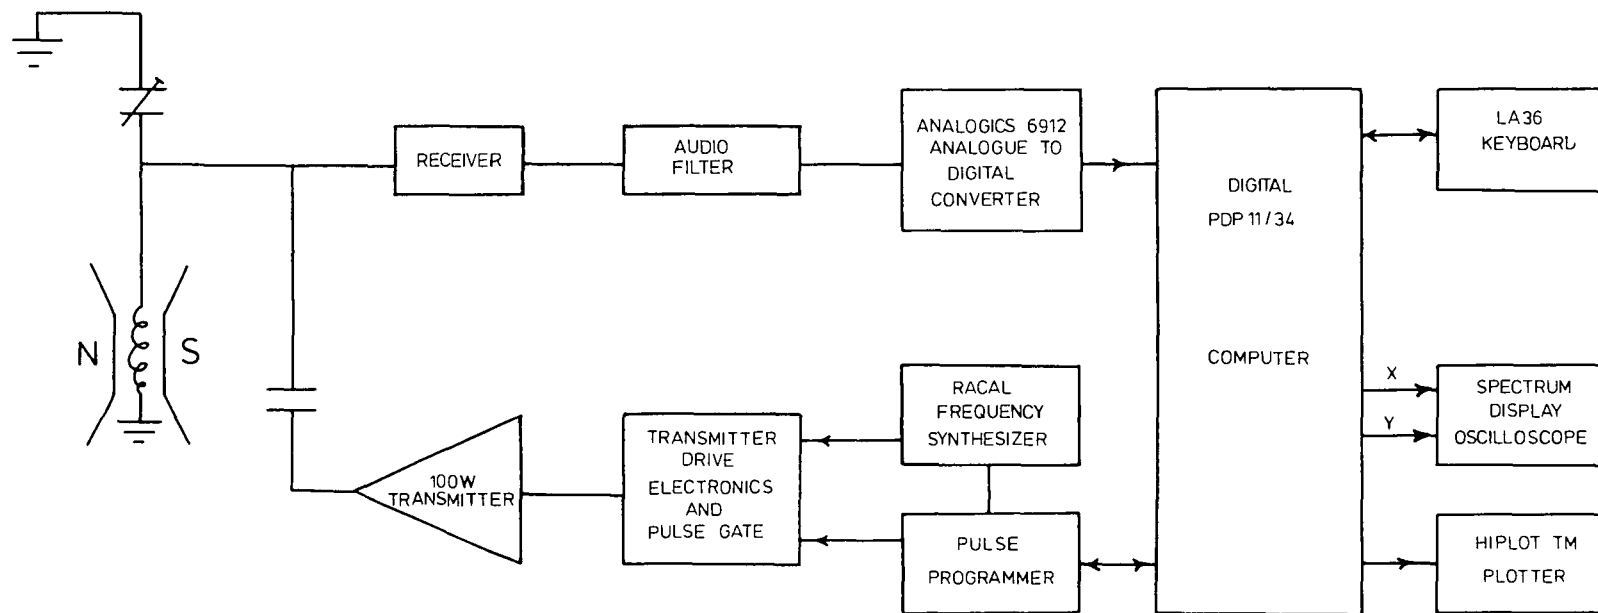 N
S
RECEIVER
AUDIO
FILTER
ANALOGICS 6912
ANALOGUE TO
DIGITAL
CONVERTER
DIGITAL
PDP 11/34
COMPUTER
LA36
KEYBOARD
X
Y
SPECTRUM
DISPLAY
OSCILLOSCOPE
HIPLOT TM
PLOTTER
RACAL
FREQUENCY
SYNTHESIZER
PULSE
PROGRAMMER
TRANSMITTER
DRIVE
ELECTRONICS
AND
PULSE GATE
100W
TRANSMITTER